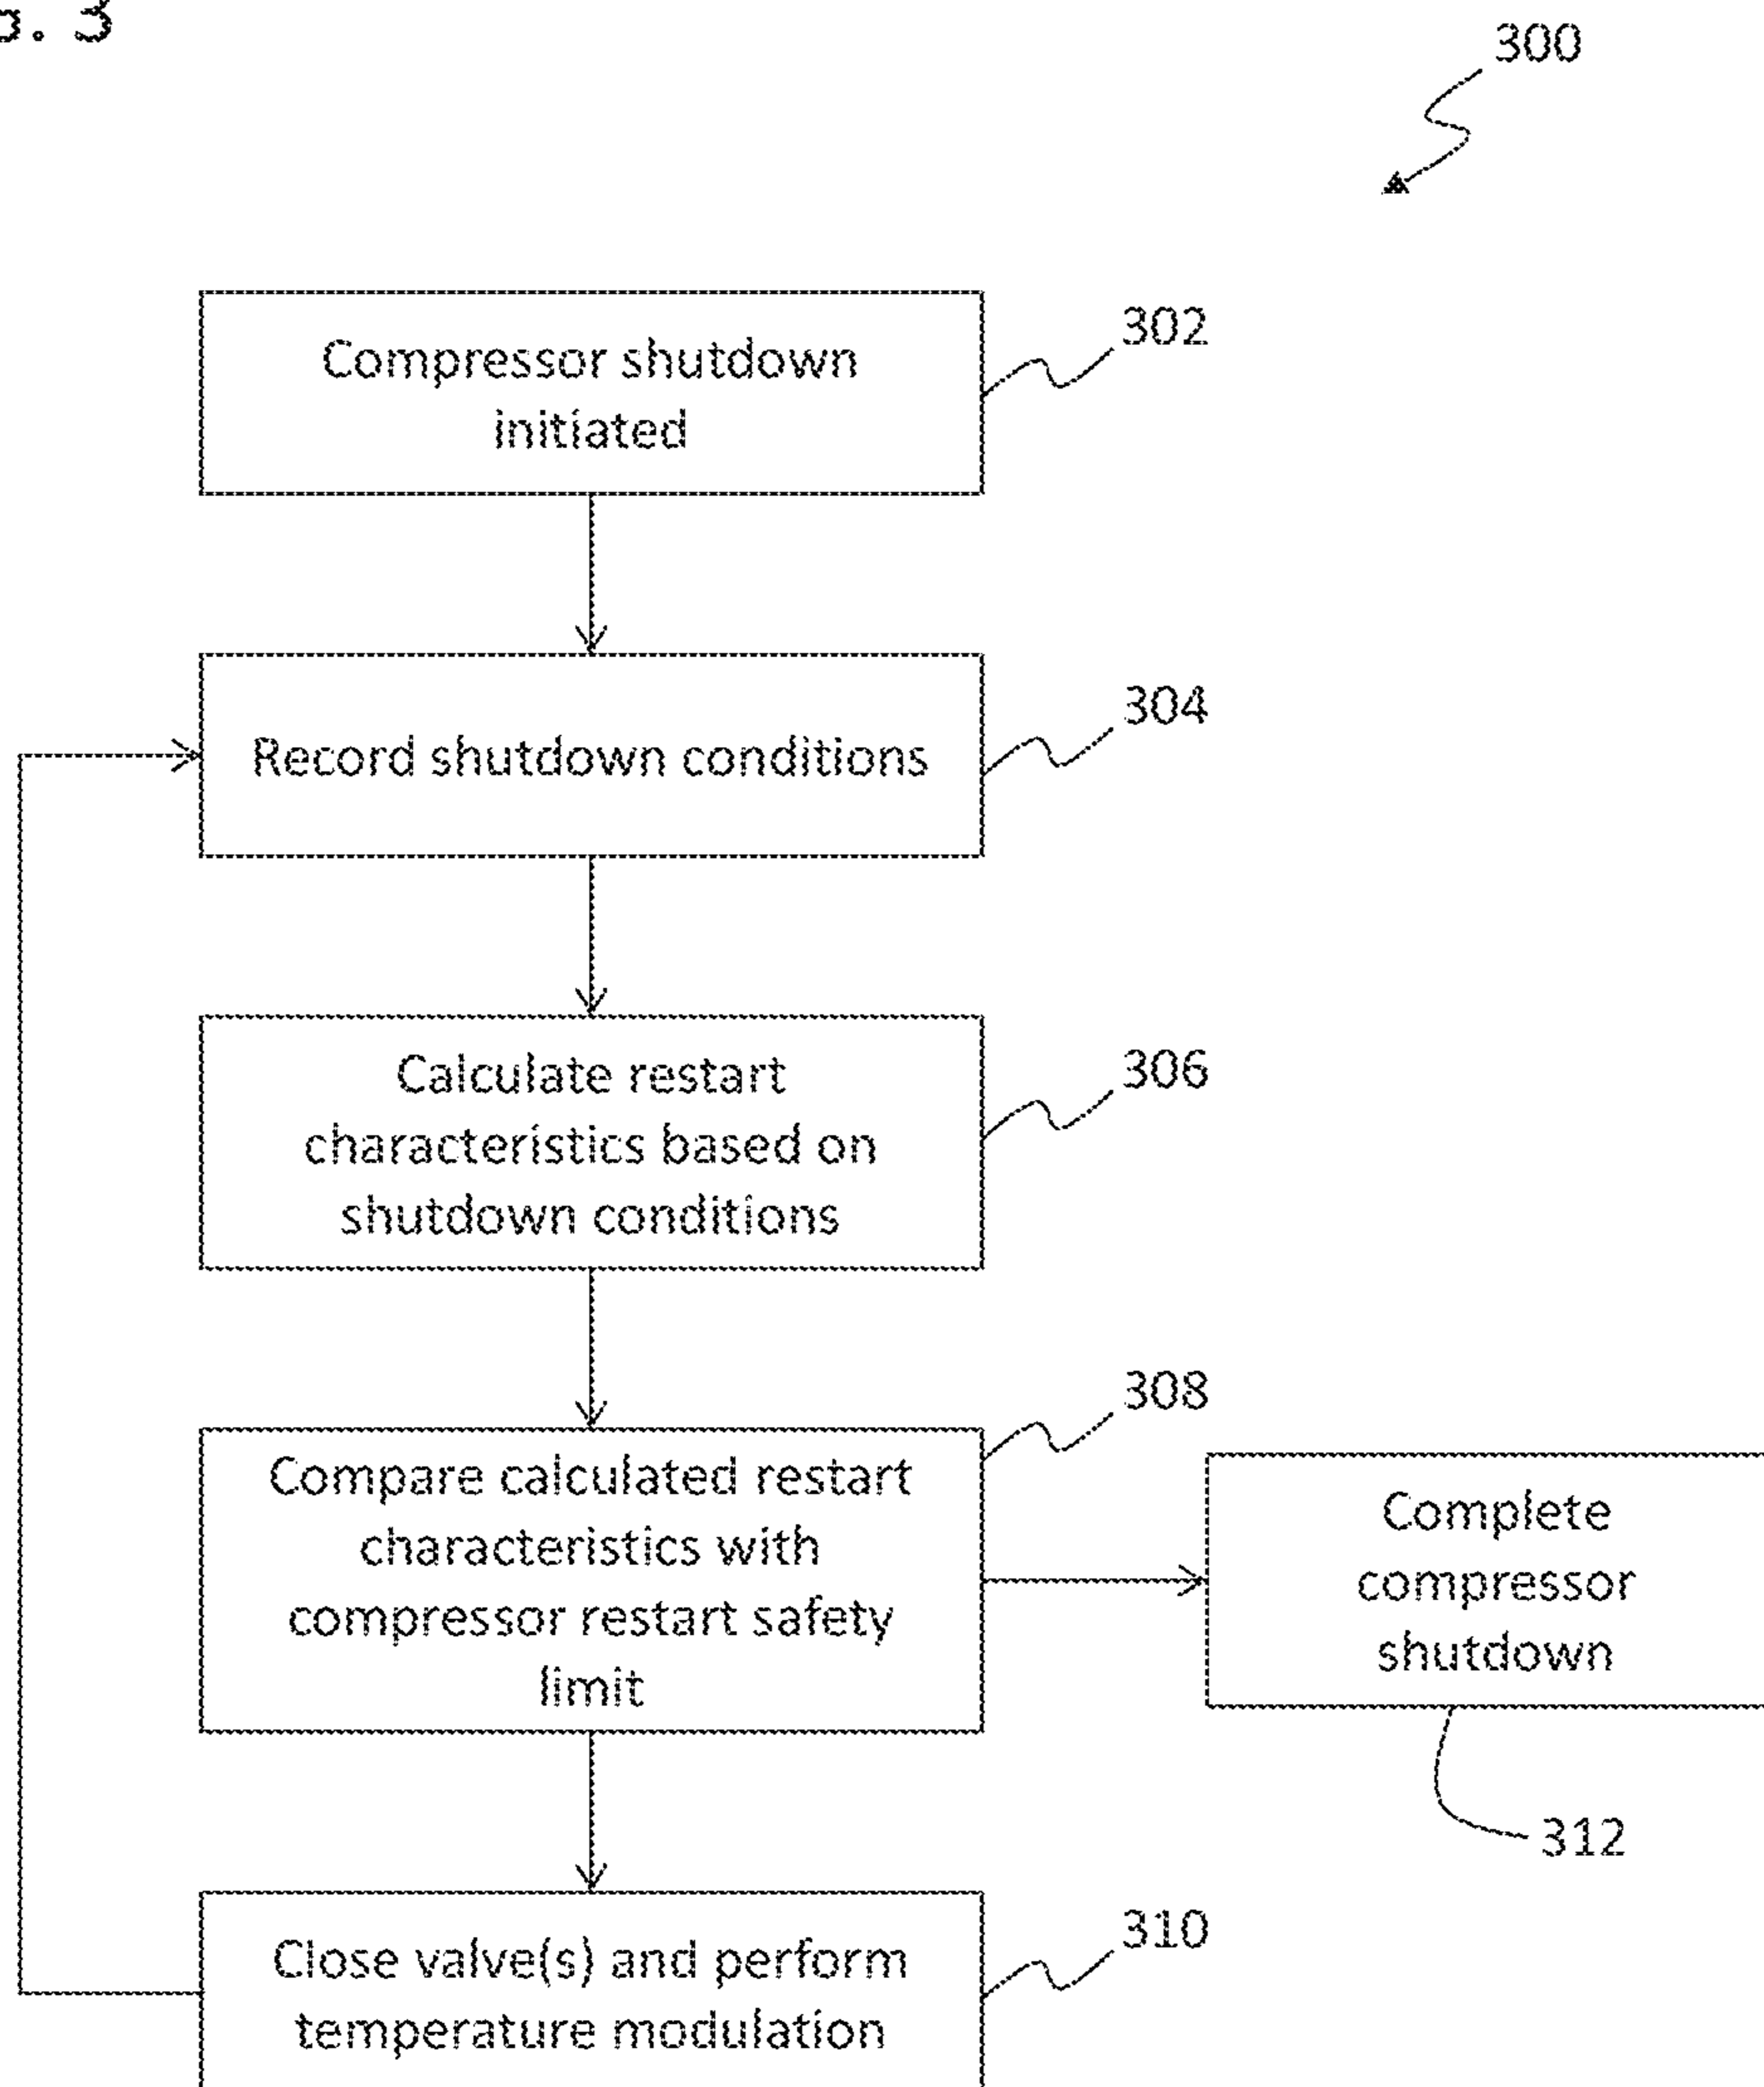 . 3
300
Compressor shutdown
initiated
302
Record shutdown conditions
304
Calculate restart
characteristics based on
shutdown conditions
306
308
Compare calculated restart
characteristics with
compressor restart safety
limit
Complete
compressor
shutdown
312
310
Close valve(s) and perform
temperature modulation